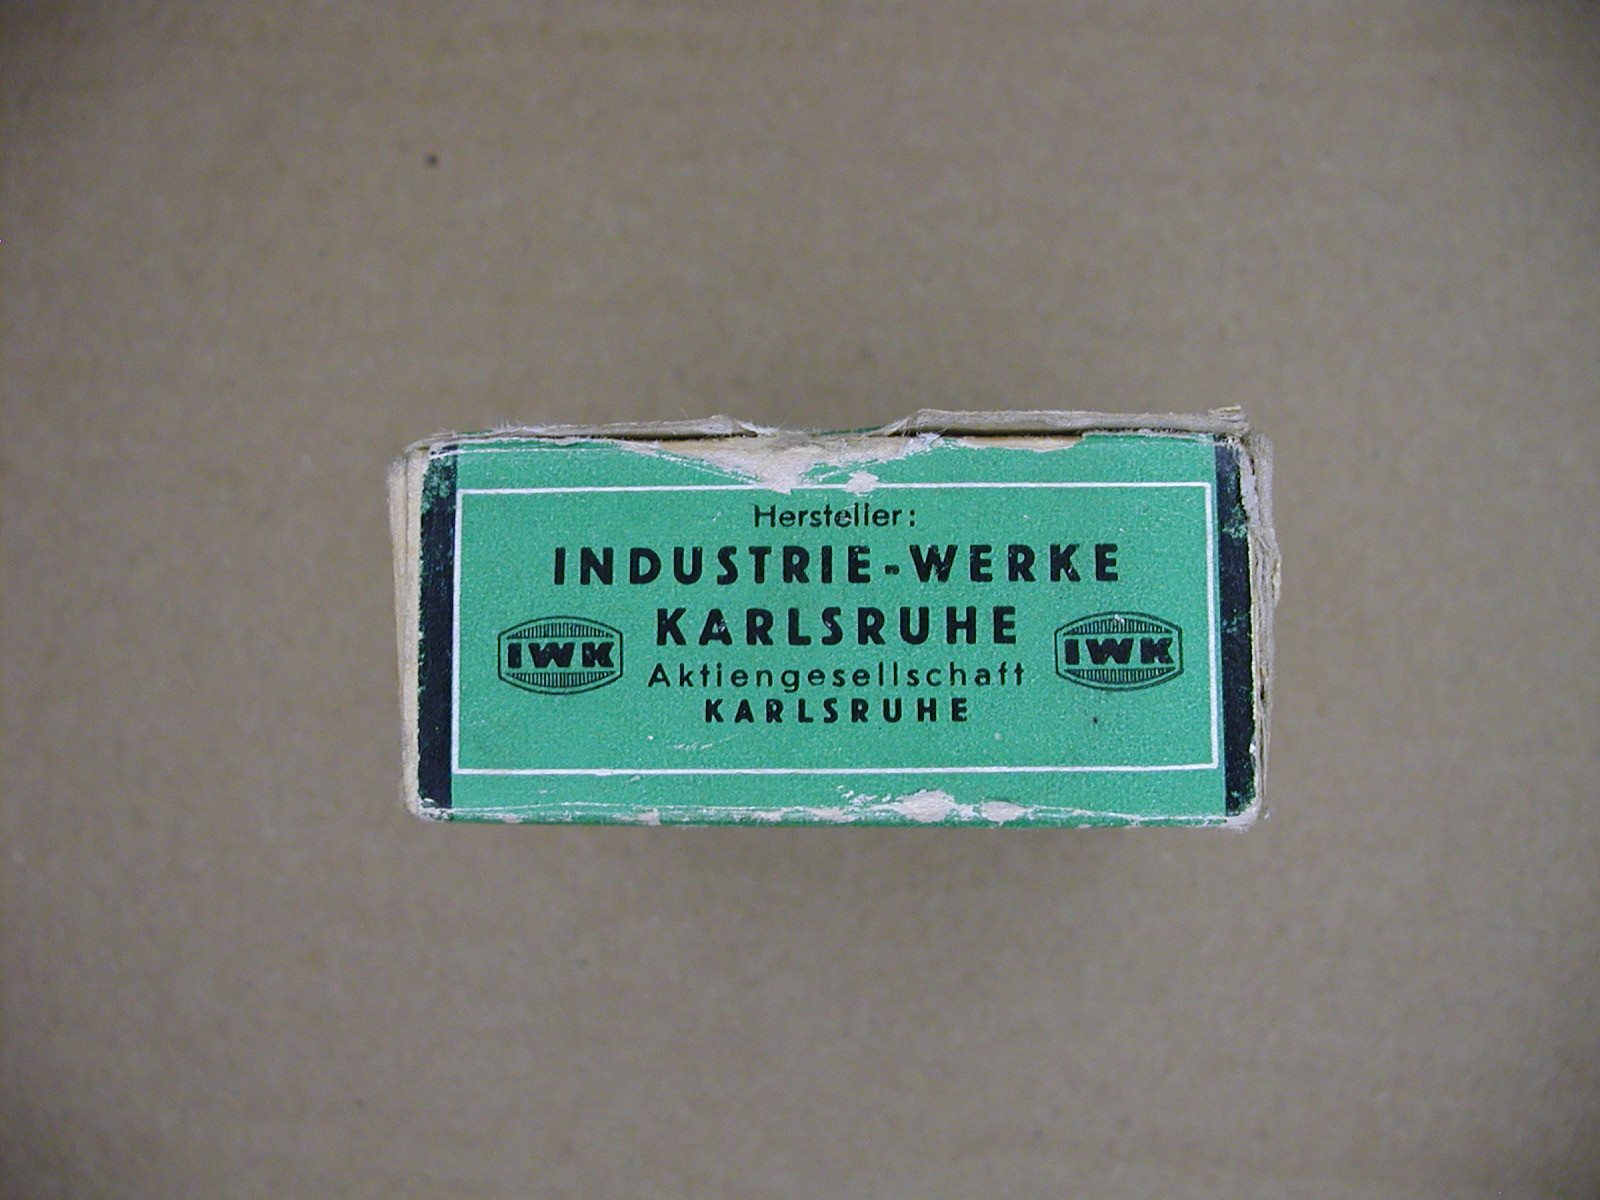 Hersteller:
INDUSTRIE-WERKE
KARLSRUHE
IWK
IWK
Aktiengesellschaft
KARLSRUHE